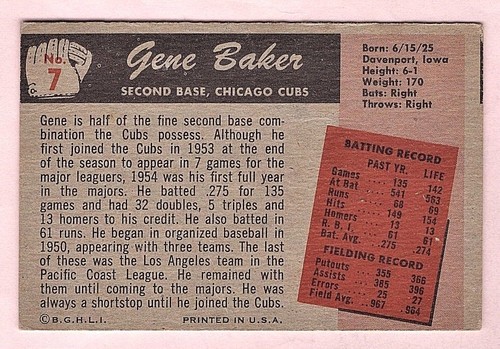 No.
7
Gene Baker
SECOND BASE, CHICAGO CUBS
Born: 6/15/25
Davenport, Iowa
Height: 6-1
Weight: 170
Bats: Right
Throws: Right
Gene is half of the fine second base com-
bination the Cubs possess. Although he
first joined the Cubs in 1953 at the end
of the season to appear in 7 games for the
major leaguers, 1954 was his first full year
in the majors. He batted .275 for 135
games and had 32 doubles, 5 triples and
13 homers to his credit. He also batted in
61 runs. He began in organized baseball in
1950, appearing with three teams. The last
of these was the Los Angeles team in the
Pacific Coast League. He remained with
them until coming to the majors. He was
always a shortstop until he joined the Cubs.
BATTING RECORD
PAST YR. LIFE
Games ... 135 142
At Bat ... 541 563
Runs ... 68 69
Hits ... 149 154
Homers ... 13 13
R. B. I. ... 61 61
Bat. Avg. .. .275 .274
FIELDING RECORD
Putouts ... 355 366
Assists ... 385 396
Errors ... 25 27
Field Avg. .. .967 .964
© B.G.H.L.I. PRINTED IN U.S.A.